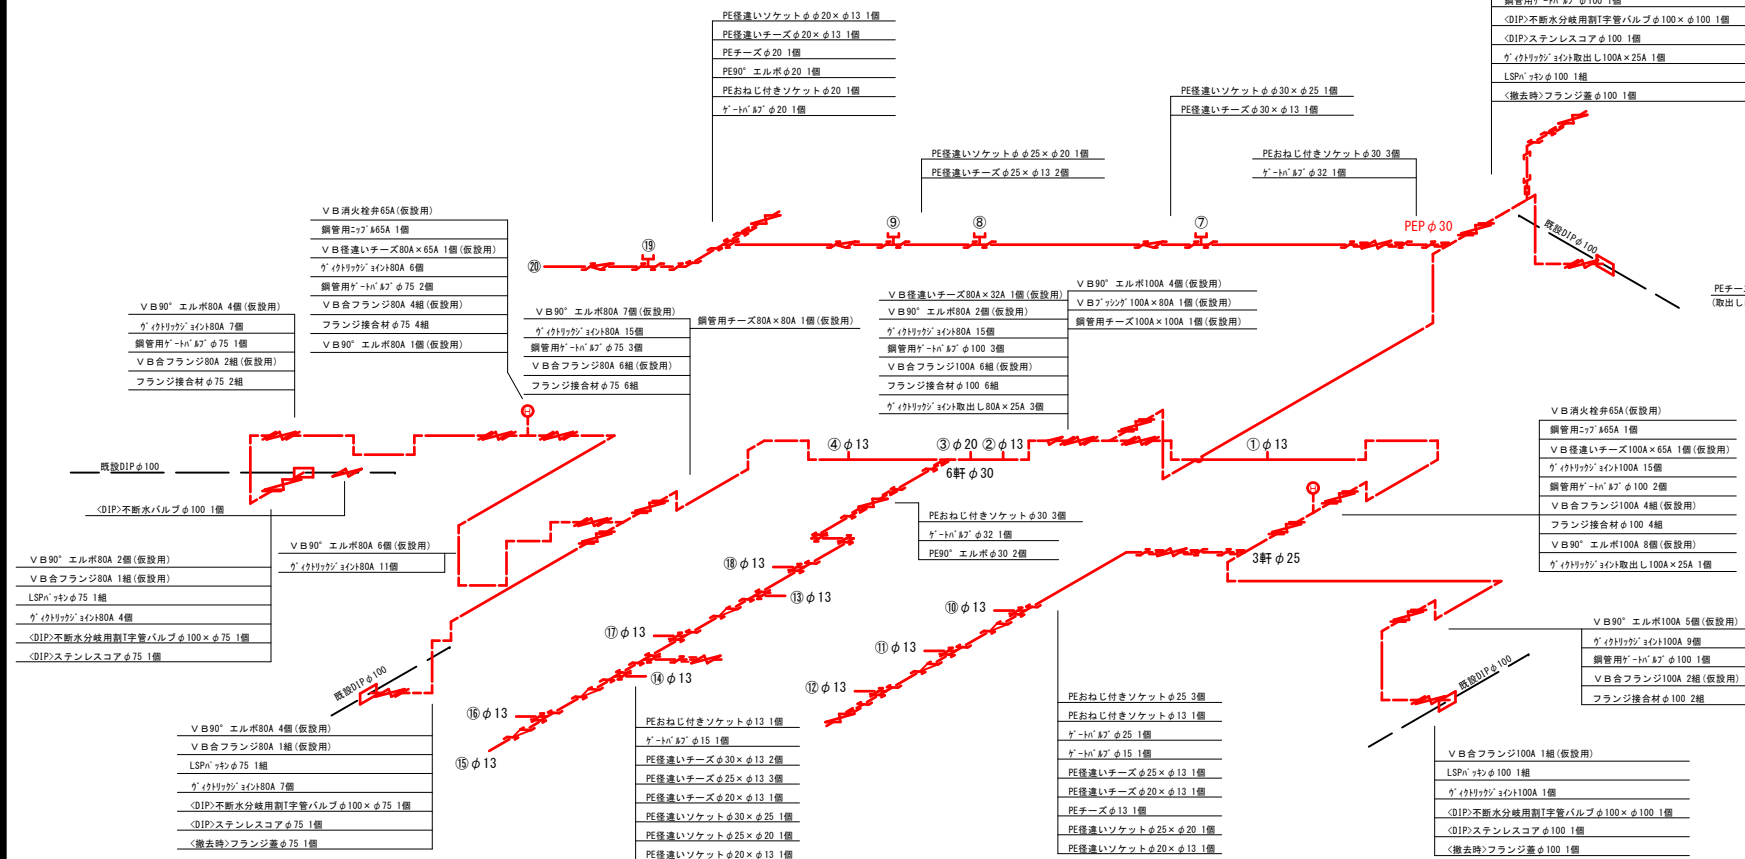 PE径違いソケットφφ20×φ13 1個
PE径違いチーズφ20×φ13 1個
PEチーズφ20 1個
PE90° エルボφ20 1個
PEおねじ付きソケットφ20 1個
ｹﾞｰﾄﾊﾞﾙﾌﾞφ20 1個
鋼管用ｹﾞｰﾄﾊﾞﾙﾌﾞφ100 1個
<DIP>不断水分岐用割T字管バルブφ100×φ100 1個
<DIP>ステンレスコアφ100 1個
ｳﾞｨｸﾄﾘｯｸｼﾞｮｲﾝﾄ取出し100A×25A 1個
LSPﾊﾟｯｷﾝφ100 1組
<撤去時>フランジ蓋φ100 1個
PE径違いソケットφφ30×φ25 1個
PE径違いチーズφ30×φ13 1個
PE径違いソケットφφ25×φ20 1個
PE径違いチーズφ25×φ13 2個
PEおねじ付きソケットφ30 3個
ｹﾞｰﾄﾊﾞﾙﾌﾞφ32 1個
⑨
⑧
⑦
PEPφ30
既設DIPφ100
⑲
⑳
PEチーズ
(取出し
ＶＢ消火栓弁65A(仮設用)
鋼管用ﾆｯﾌﾟﾙ65A 1個
ＶＢ径違いチーズ80A×65A 1個(仮設用)
ｳﾞｨｸﾄﾘｯｸｼﾞｮｲﾝﾄ80A 6個
鋼管用ｹﾞｰﾄﾊﾞﾙﾌﾞφ75 2個
ＶＢ合フランジ80A 4組(仮設用)
フランジ接合材φ75 4組
ＶＢ90° エルボ80A 1個(仮設用)
ＶＢ90° エルボ80A 4個(仮設用)
ｳﾞｨｸﾄﾘｯｸｼﾞｮｲﾝﾄ80A 7個
鋼管用ｹﾞｰﾄﾊﾞﾙﾌﾞφ75 1個
ＶＢ合フランジ80A 2組(仮設用)
フランジ接合材φ75 2組
ＶＢ90° エルボ80A 7個(仮設用)
ｳﾞｨｸﾄﾘｯｸｼﾞｮｲﾝﾄ80A 15個
鋼管用ｹﾞｰﾄﾊﾞﾙﾌﾞφ75 3個
ＶＢ合フランジ80A 6組(仮設用)
フランジ接合材φ75 6組
鋼管用チーズ80A×80A 1個(仮設用)
ＶＢ径違いチーズ80A×32A 1個(仮設用)
ＶＢ90° エルボ80A 2個(仮設用)
ｳﾞｨｸﾄﾘｯｸｼﾞｮｲﾝﾄ80A 15個
鋼管用ｹﾞｰﾄﾊﾞﾙﾌﾞφ100 3個
ＶＢ合フランジ100A 6組(仮設用)
フランジ接合材φ100 6組
ｳﾞｨｸﾄﾘｯｸｼﾞｮｲﾝﾄ取出し80A×25A 3個
ＶＢ90° エルボ100A 4個(仮設用)
ＶＢﾌﾞｯｼﾝｸﾞ100A×80A 1個(仮設用)
鋼管用チーズ100A×100A 1個(仮設用)
ＶＢ消火栓弁65A(仮設用)
鋼管用ﾆｯﾌﾟﾙ65A 1個
ＶＢ径違いチーズ100A×65A 1個(仮設用)
ｳﾞｨｸﾄﾘｯｸｼﾞｮｲﾝﾄ100A 15個
鋼管用ｹﾞｰﾄﾊﾞﾙﾌﾞφ100 2個
ＶＢ合フランジ100A 4組(仮設用)
フランジ接合材φ100 4組
ＶＢ90° エルボ100A 8個(仮設用)
ｳﾞｨｸﾄﾘｯｸｼﾞｮｲﾝﾄ取出し100A×25A 1個
④φ13
③φ20
②φ13
①φ13
6軒φ30
H
H
既設DIPφ100
<DIP>不断水バルブφ100 1個
PEおねじ付きソケットφ30 3個
ｹﾞｰﾄﾊﾞﾙﾌﾞφ32 1個
PE90° エルボφ30 2個
ＶＢ90° エルボ80A 2個(仮設用)
ＶＢ合フランジ80A 1組(仮設用)
LSPﾊﾟｯｷﾝφ75 1組
ｳﾞｨｸﾄﾘｯｸｼﾞｮｲﾝﾄ80A 4個
<DIP>不断水分岐用割T字管バルブφ100×φ75 1個
<DIP>ステンレスコアφ75 1個
ＶＢ90° エルボ80A 6個(仮設用)
ｳﾞｨｸﾄﾘｯｸｼﾞｮｲﾝﾄ80A 11個
3軒φ25
⑱φ13
⑬φ13
⑩φ13
⑰φ13
⑪φ13
⑭φ13
⑫φ13
⑯φ13
⑮φ13
既設DIPφ100
既設DIPφ100
ＶＢ90° エルボ100A 5個(仮設用)
ｳﾞｨｸﾄﾘｯｸｼﾞｮｲﾝﾄ100A 9個
鋼管用ｹﾞｰﾄﾊﾞﾙﾌﾞφ100 1個
ＶＢ合フランジ100A 2組(仮設用)
フランジ接合材φ100 2組
ＶＢ90° エルボ80A 4個(仮設用)
ＶＢ合フランジ80A 1組(仮設用)
LSPﾊﾟｯｷﾝφ75 1組
ｳﾞｨｸﾄﾘｯｸｼﾞｮｲﾝﾄ80A 7個
<DIP>不断水分岐用割T字管バルブφ100×φ75 1個
<DIP>ステンレスコアφ75 1個
<撤去時>フランジ蓋φ75 1個
PEおねじ付きソケットφ13 1個
ｹﾞｰﾄﾊﾞﾙﾌﾞφ15 1個
PE径違いチーズφ30×φ13 2個
PE径違いチーズφ25×φ13 3個
PE径違いチーズφ20×φ13 1個
PE径違いソケットφ30×φ25 1個
PE径違いソケットφ25×φ20 1個
PE径違いソケットφ20×φ13 1個
PEおねじ付きソケットφ25 3個
PEおねじ付きソケットφ13 1個
ｹﾞｰﾄﾊﾞﾙﾌﾞφ25 1個
ｹﾞｰﾄﾊﾞﾙﾌﾞφ15 1個
PE径違いチーズφ25×φ13 1個
PE径違いチーズφ20×φ13 1個
PEチーズφ13 1個
PE径違いソケットφ25×φ20 1個
PE径違いソケットφ20×φ13 1個
ＶＢ合フランジ100A 1組(仮設用)
LSPﾊﾟｯｷﾝφ100 1組
ｳﾞｨｸﾄﾘｯｸｼﾞｮｲﾝﾄ100A 1個
<DIP>不断水分岐用割T字管バルブφ100×φ100 1個
<DIP>ステンレスコアφ100 1個
<撤去時>フランジ蓋φ100 1個